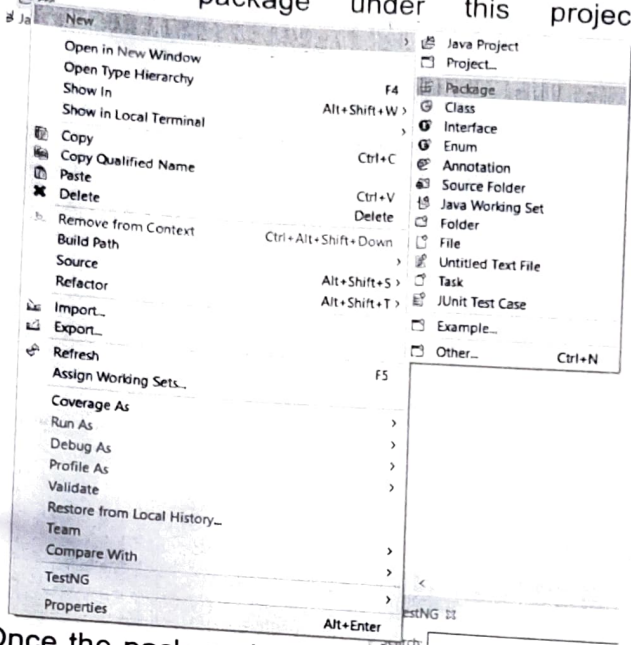 package under this projec
Ja
New
Open in New Window
Open Type Hierarchy F4
Show In Alt+Shift+W >
Show in Local Terminal >
Copy Ctrl+C
Copy Qualified Name
Paste Ctrl+V
Delete Delete
Remove from Context Ctrl+Alt+Shift+Down
Build Path >
Source Alt+Shift+S >
Refactor Alt+Shift+T >
Import...
Export...
Refresh F5
Assign Working Sets...
Coverage As >
Run As >
Debug As >
Profile As >
Validate
Restore from Local History...
Team >
Compare With >
TestNG >
Properties Alt+Enter
Java Project
Project...
Package
Class
Interface
Enum
Annotation
Source Folder
Java Working Set
Folder
File
Untitled Text File
Task
JUnit Test Case
Example...
Other... Ctrl+N
estNG
Once the